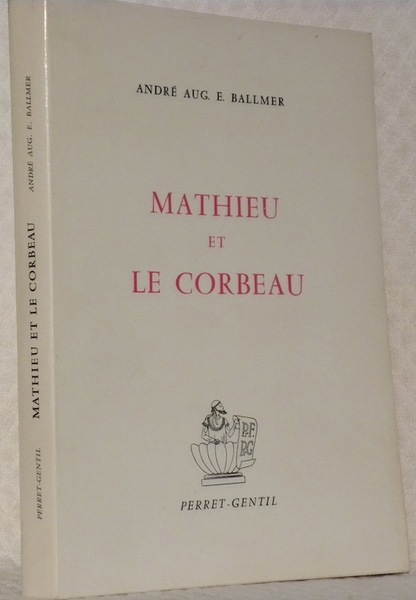 ANDRÉ AUG. E. BALLMER
MATHIEU
ET
LE CORBEAU
PERRET-GENTIL
ANDRÉ AUG. E. BALLMER
MATHIEU ET LE CORBEAU
PERRET-GENTIL